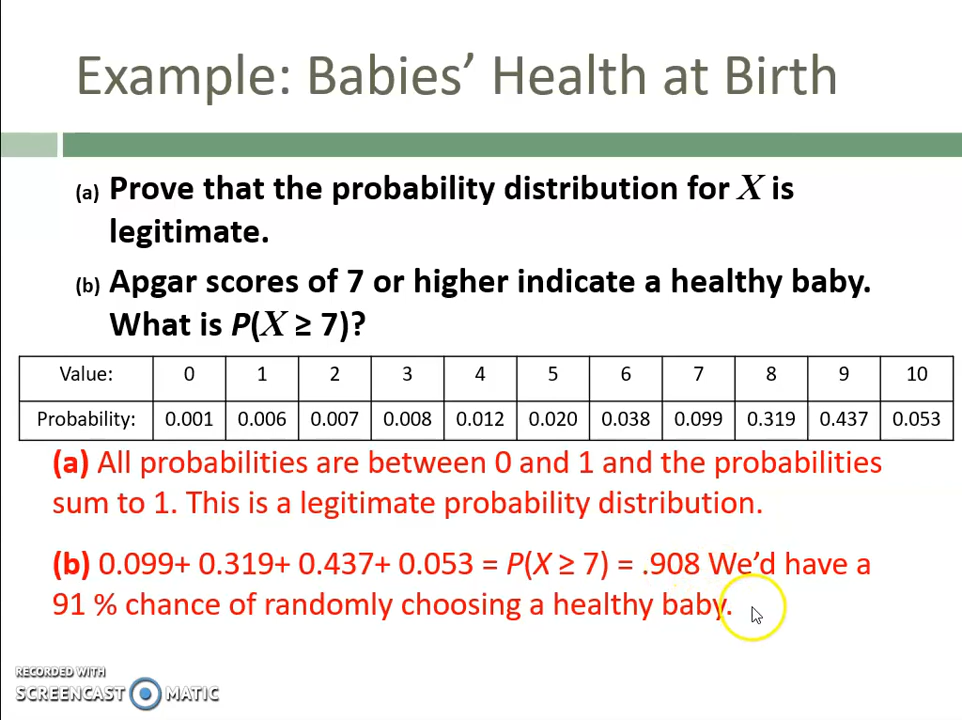 Example: Babies’ Health at Birth
(a) Prove that the probability distribution for X is
legitimate.
(b) Apgar scores of 7 or higher indicate a healthy baby.
What is P(X ≥ 7)?
Value: 0 1 2 3 4 5 6 7 8 9 10
Probability: 0.001 0.006 0.007 0.008 0.012 0.020 0.038 0.099 0.319 0.437 0.053
(a) All probabilities are between 0 and 1 and the probabilities
sum to 1. This is a legitimate probability distribution.
(b) 0.099+ 0.319+ 0.437+ 0.053 = P(X ≥ 7) = .908 We’d have a
91 % chance of randomly choosing a healthy baby.
RECORDED WITH
SCREENCAST MATIC